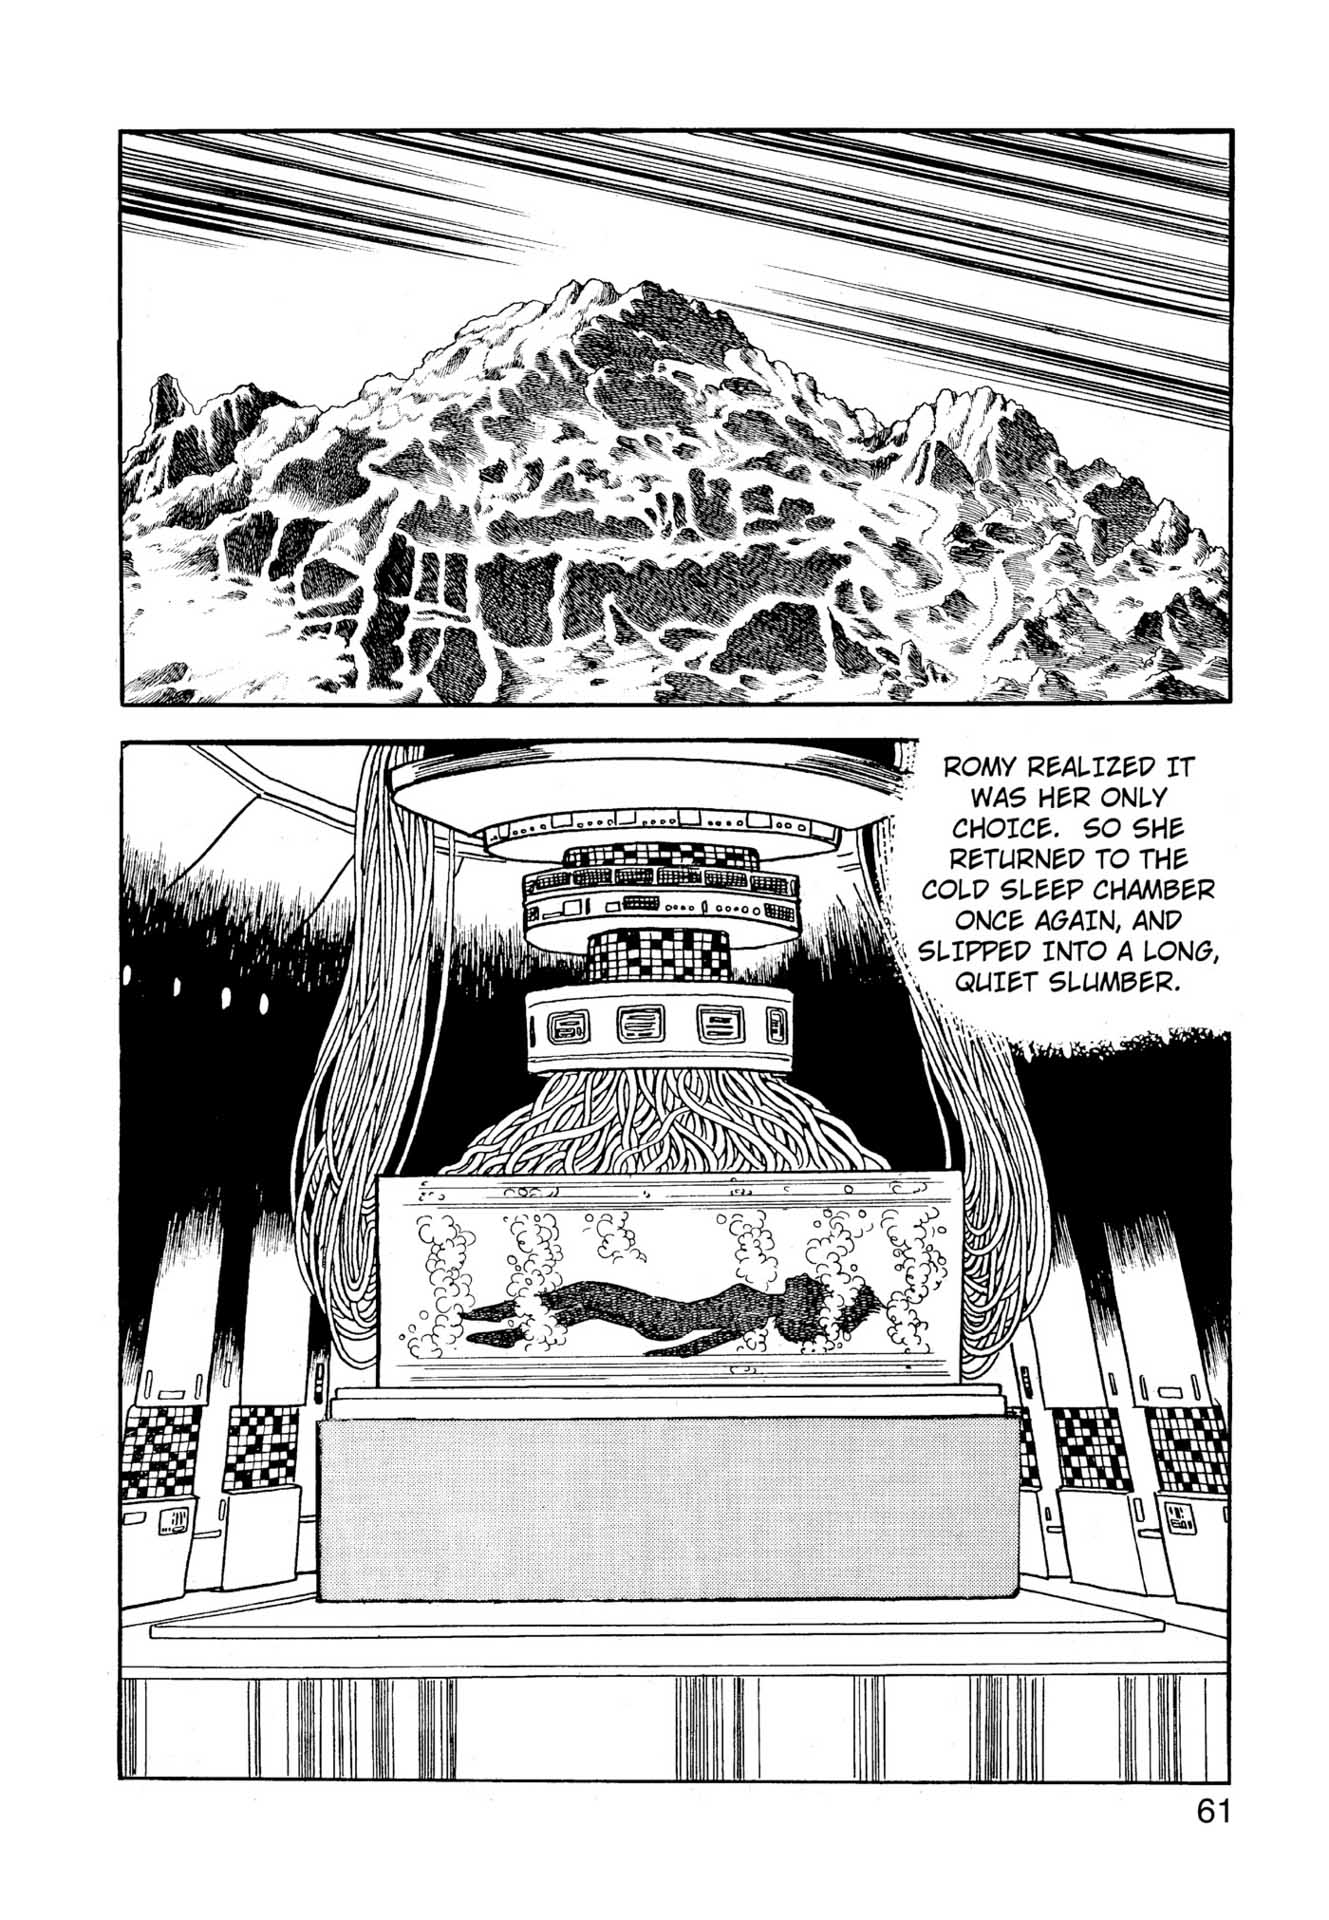 ROMY REALIZED IT
WAS HER ONLY
CHOICE. SO SHE
RETURNED TO THE
COLD SLEEP CHAMBER
ONCE AGAIN, AND
SLIPPED INTO A LONG,
QUIET SLUMBER.
61